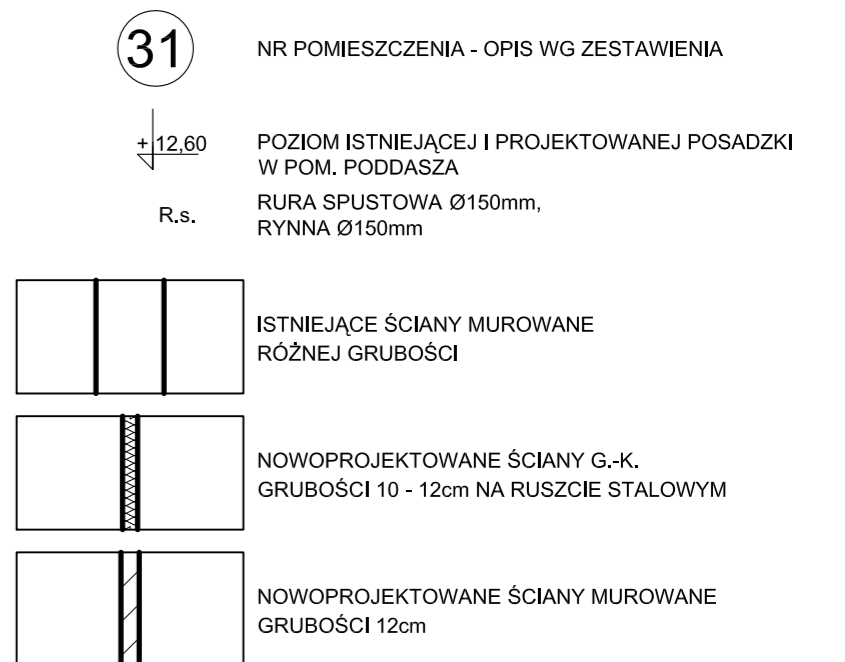 31 NR POMIESZCZENIA - OPIS WG ZESTAWIENIA
+12,60 POZIOM ISTNIEJĄCEJ I PROJEKTOWANEJ POSADZKI
W POM. PODDASZA
R.s. RURA SPUSTOWA Ø150mm,
RYNNA Ø150mm
ISTNIEJĄCE ŚCIANY MUROWANE
RÓŻNEJ GRUBOŚCI
NOWOPROJEKTOWANE ŚCIANY G.-K.
GRUBOŚCI 10 - 12cm NA RUSZCIE STALOWYM
NOWOPROJEKTOWANE ŚCIANY MUROWANE
GRUBOŚCI 12cm